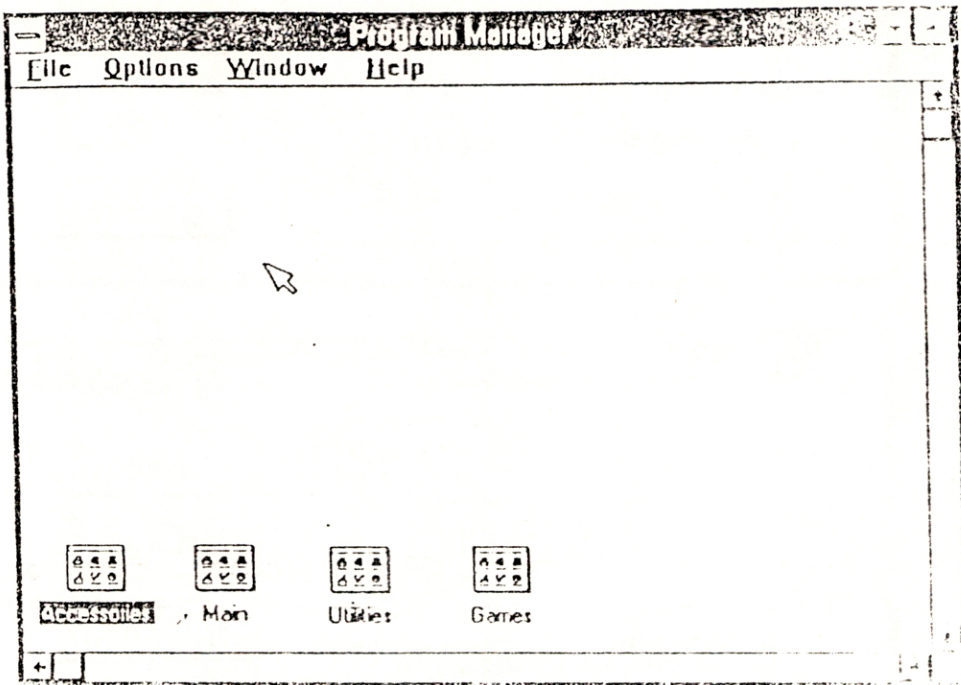 Program Manager
File Options Window Help
Accessories Main Utilities Games